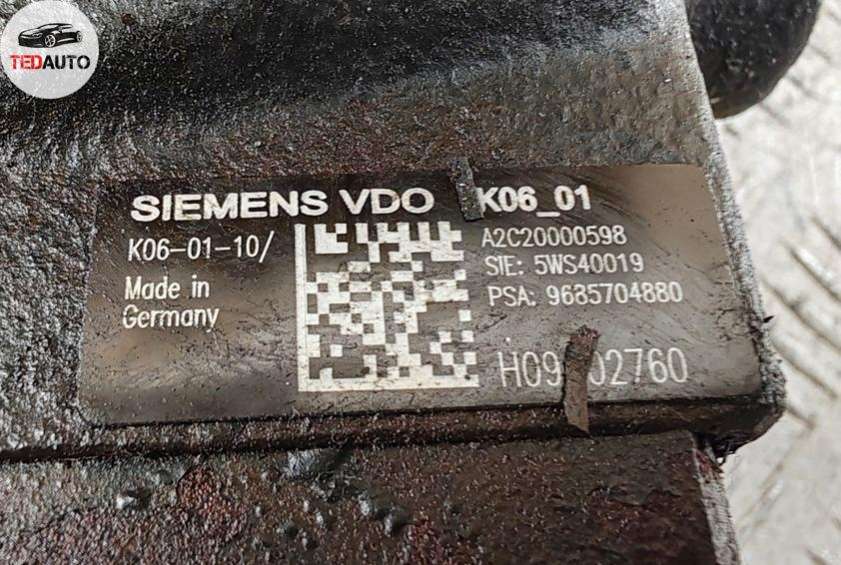 TEDAUTO
SIEMENS VDO K06_01
K06-01-10/
A2C20000598
SIE: 5WS40019
Made in
Germany
PSA: 9685704880